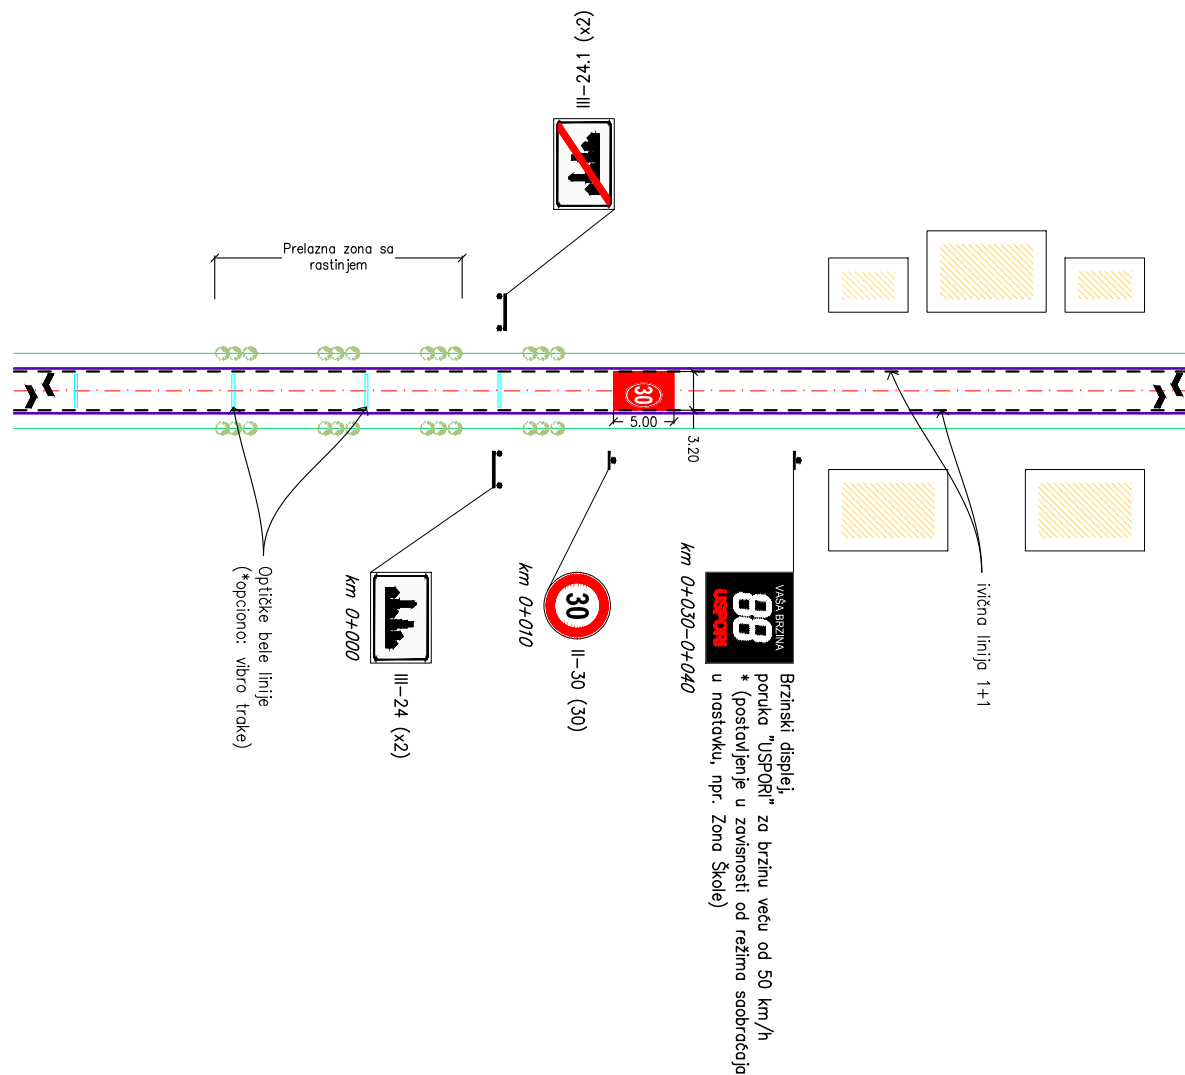 III-24.1 (x2)
Prelazna zona sa
rastinjem
30
5.00
3.20
Optičke bele linije
(*opciono: vibro trake)
km 0+000
III-24 (x2)
km 0+010
30
II-30 (30)
km 0+030-0+040
VAŠA BRZINA
88
USPORI
Brzinski displej,
poruka "USPORI" za brzinu veću od 50 km/h
* (postavljenje u zavisnosti od režima saobraćaja
u nastavku, npr. Zona Škole)
ivična linija 1+1